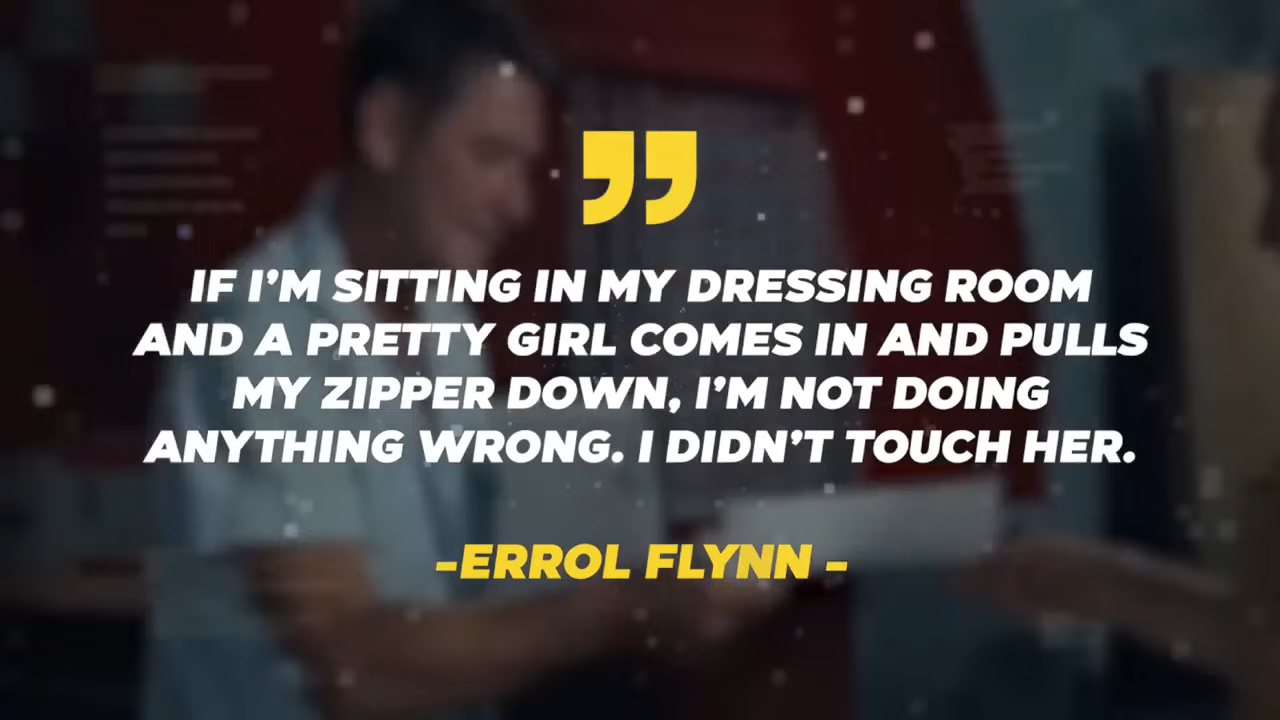 ”
IF I’M SITTING IN MY DRESSING ROOM
AND A PRETTY GIRL COMES IN AND PULLS
MY ZIPPER DOWN, I’M NOT DOING
ANYTHING WRONG. I DIDN’T TOUCH HER.
-ERROL FLYNN -